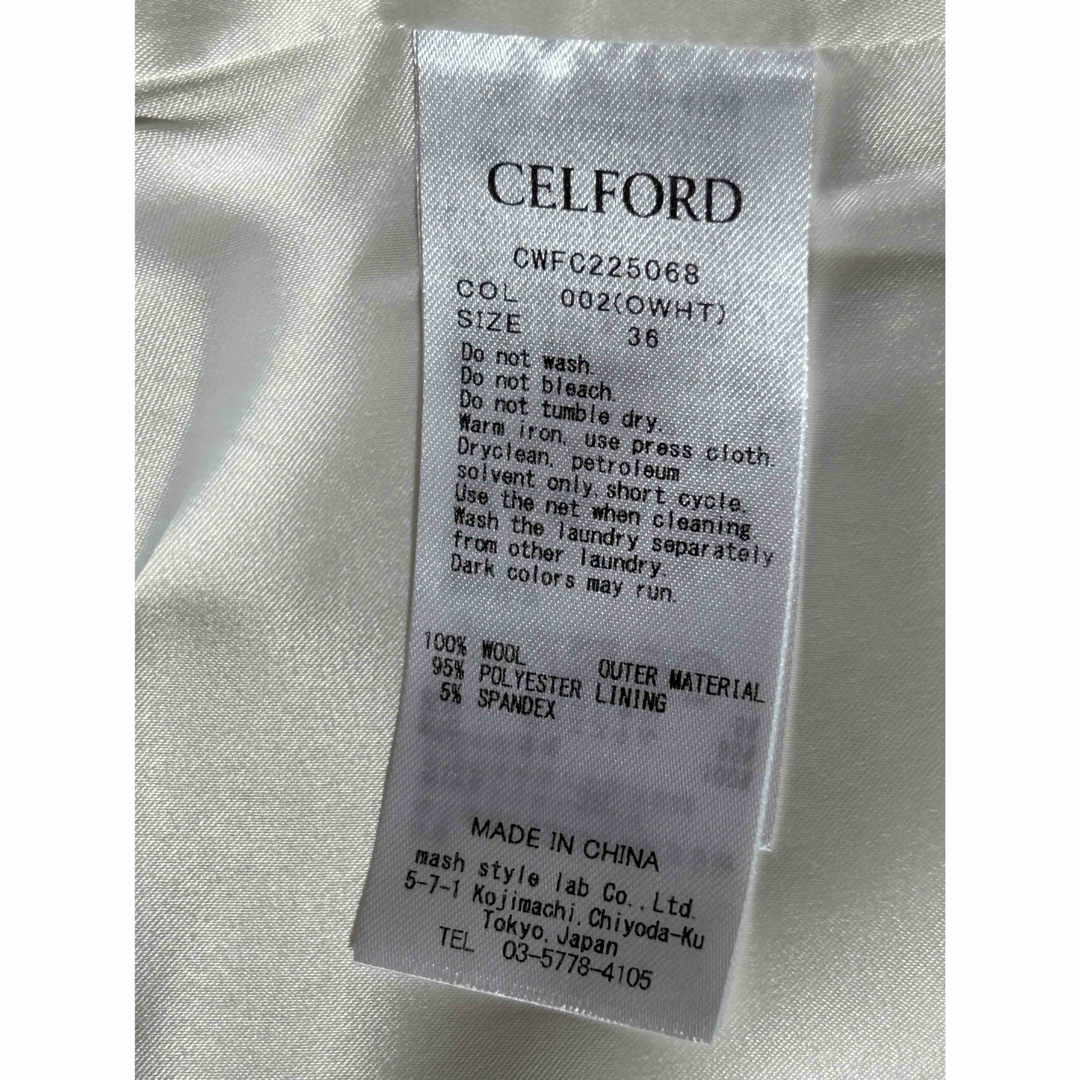 CELFORD
CWFC225068
COL 002(OWHT)
SIZE 36
Do not wash.
Do not bleach.
Do not tumble dry.
Warm iron, use press cloth.
Dryclean, petroleum
solvent only, short cycle.
Use the net when cleaning.
Wash the laundry separately
from other laundry.
Dark colors may run.
100% WOOL OUTER MATERIAL
95% POLYESTER LINING
5% SPANDEX
MADE IN CHINA
mash style lab Co.,Ltd.
5-7-1 Kojimachi,Chiyoda-Ku
Tokyo,Japan
TEL 03-5778-4105